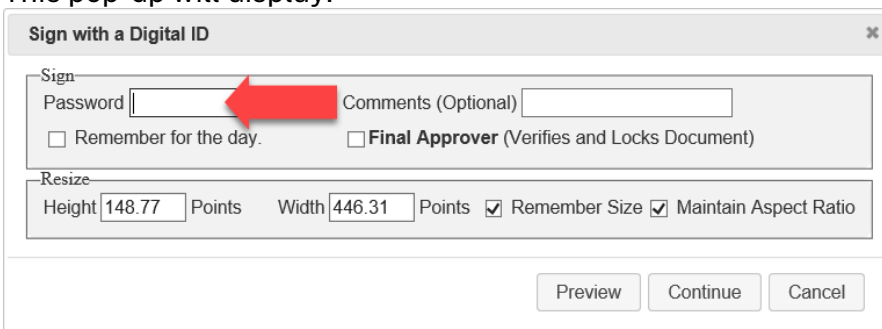 This pop-up will display:
Sign with a Digital ID
Sign
Password Comments (Optional)
Remember for the day. Final Approver (Verifies and Locks Document)
Resize
Height 148.77 Points Width 446.31 Points Remember Size Maintain Aspect Ratio
Preview Continue Cancel